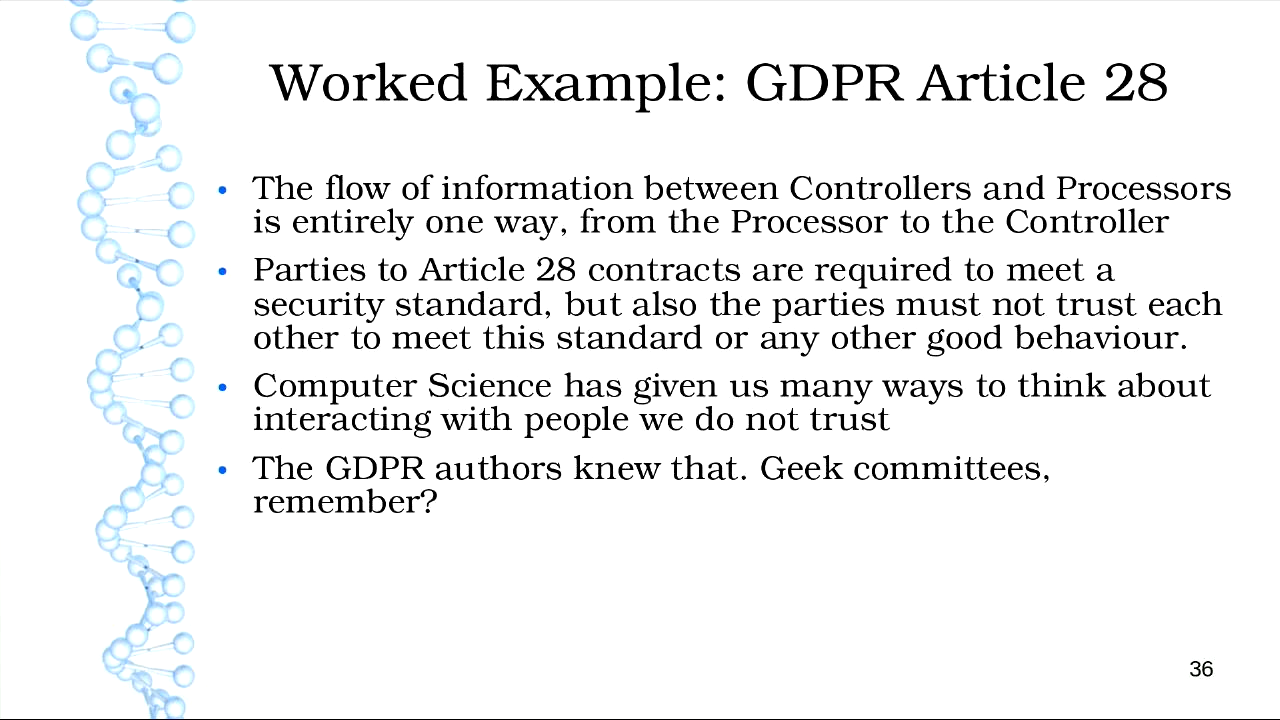 Worked Example: GDPR Article 28
• The flow of information between Controllers and Processors
is entirely one way, from the Processor to the Controller
• Parties to Article 28 contracts are required to meet a
security standard, but also the parties must not trust each
other to meet this standard or any other good behaviour.
• Computer Science has given us many ways to think about
interacting with people we do not trust
• The GDPR authors knew that. Geek committees,
remember?
36